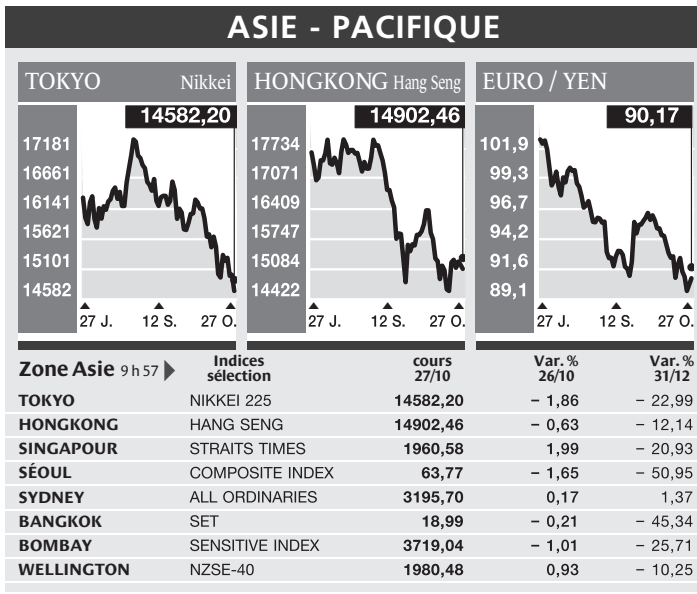 ASIE - PACIFIQUE
TOKYO Nikkei
14582,20
17181
16661
16141
15621
15101
14582
27 J. 12 S. 27 O.
HONGKONG Hang Seng
14902,46
17734
17071
16409
15747
15084
14422
27 J. 12 S. 27 O.
EURO / YEN
90,17
101,9
99,3
96,7
94,2
91,6
89,1
27 J. 12 S. 27 O.
Zone Asie 9 h 57 Indices sélection cours 27/10 Var. % 26/10 Var. % 31/12
TOKYO NIKKEI 225 14582,20 – 1,86 – 22,99
HONGKONG HANG SENG 14902,46 – 0,63 – 12,14
SINGAPOUR STRAITS TIMES 1960,58 1,99 – 20,93
SÉOUL COMPOSITE INDEX 63,77 – 1,65 – 50,95
SYDNEY ALL ORDINARIES 3195,70 0,17 1,37
BANGKOK SET 18,99 – 0,21 – 45,34
BOMBAY SENSITIVE INDEX 3719,04 – 1,01 – 25,71
WELLINGTON NZSE-40 1980,48 0,93 – 10,25